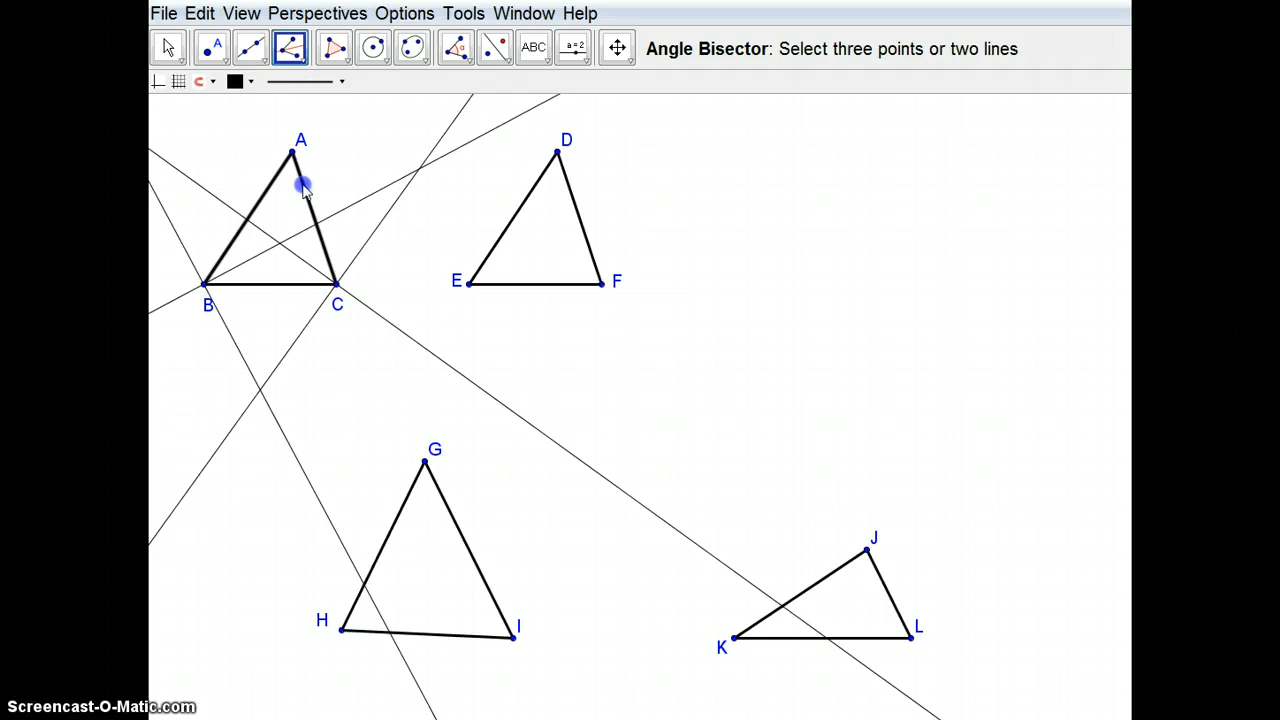 File Edit View Perspectives Options Tools Window Help
A ABC a=2 Angle Bisector: Select three points or two lines
A D
B C E F
G
H I
J
K L
Screencast-O-Matic.com